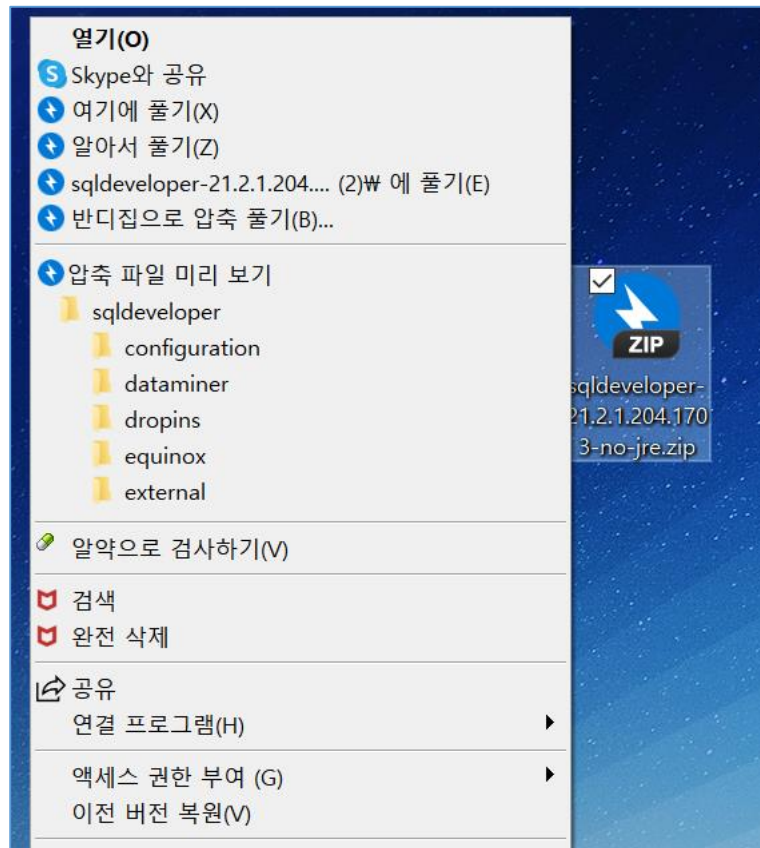 열기(O)
Skype와 공유
여기에 풀기(X)
알아서 풀기(Z)
sqldeveloper-21.2.1.204.... (2)₩ 에 풀기(E)
반디집으로 압축 풀기(B)...
압축 파일 미리 보기
sqldeveloper
configuration
dataminer
dropins
equinox
external
알약으로 검사하기(V)
검색
완전 삭제
공유
연결 프로그램(H)
액세스 권한 부여 (G)
이전 버전 복원(V)
ZIP
sqldeveloper-
21.2.1.204.170
3-no-jre.zip